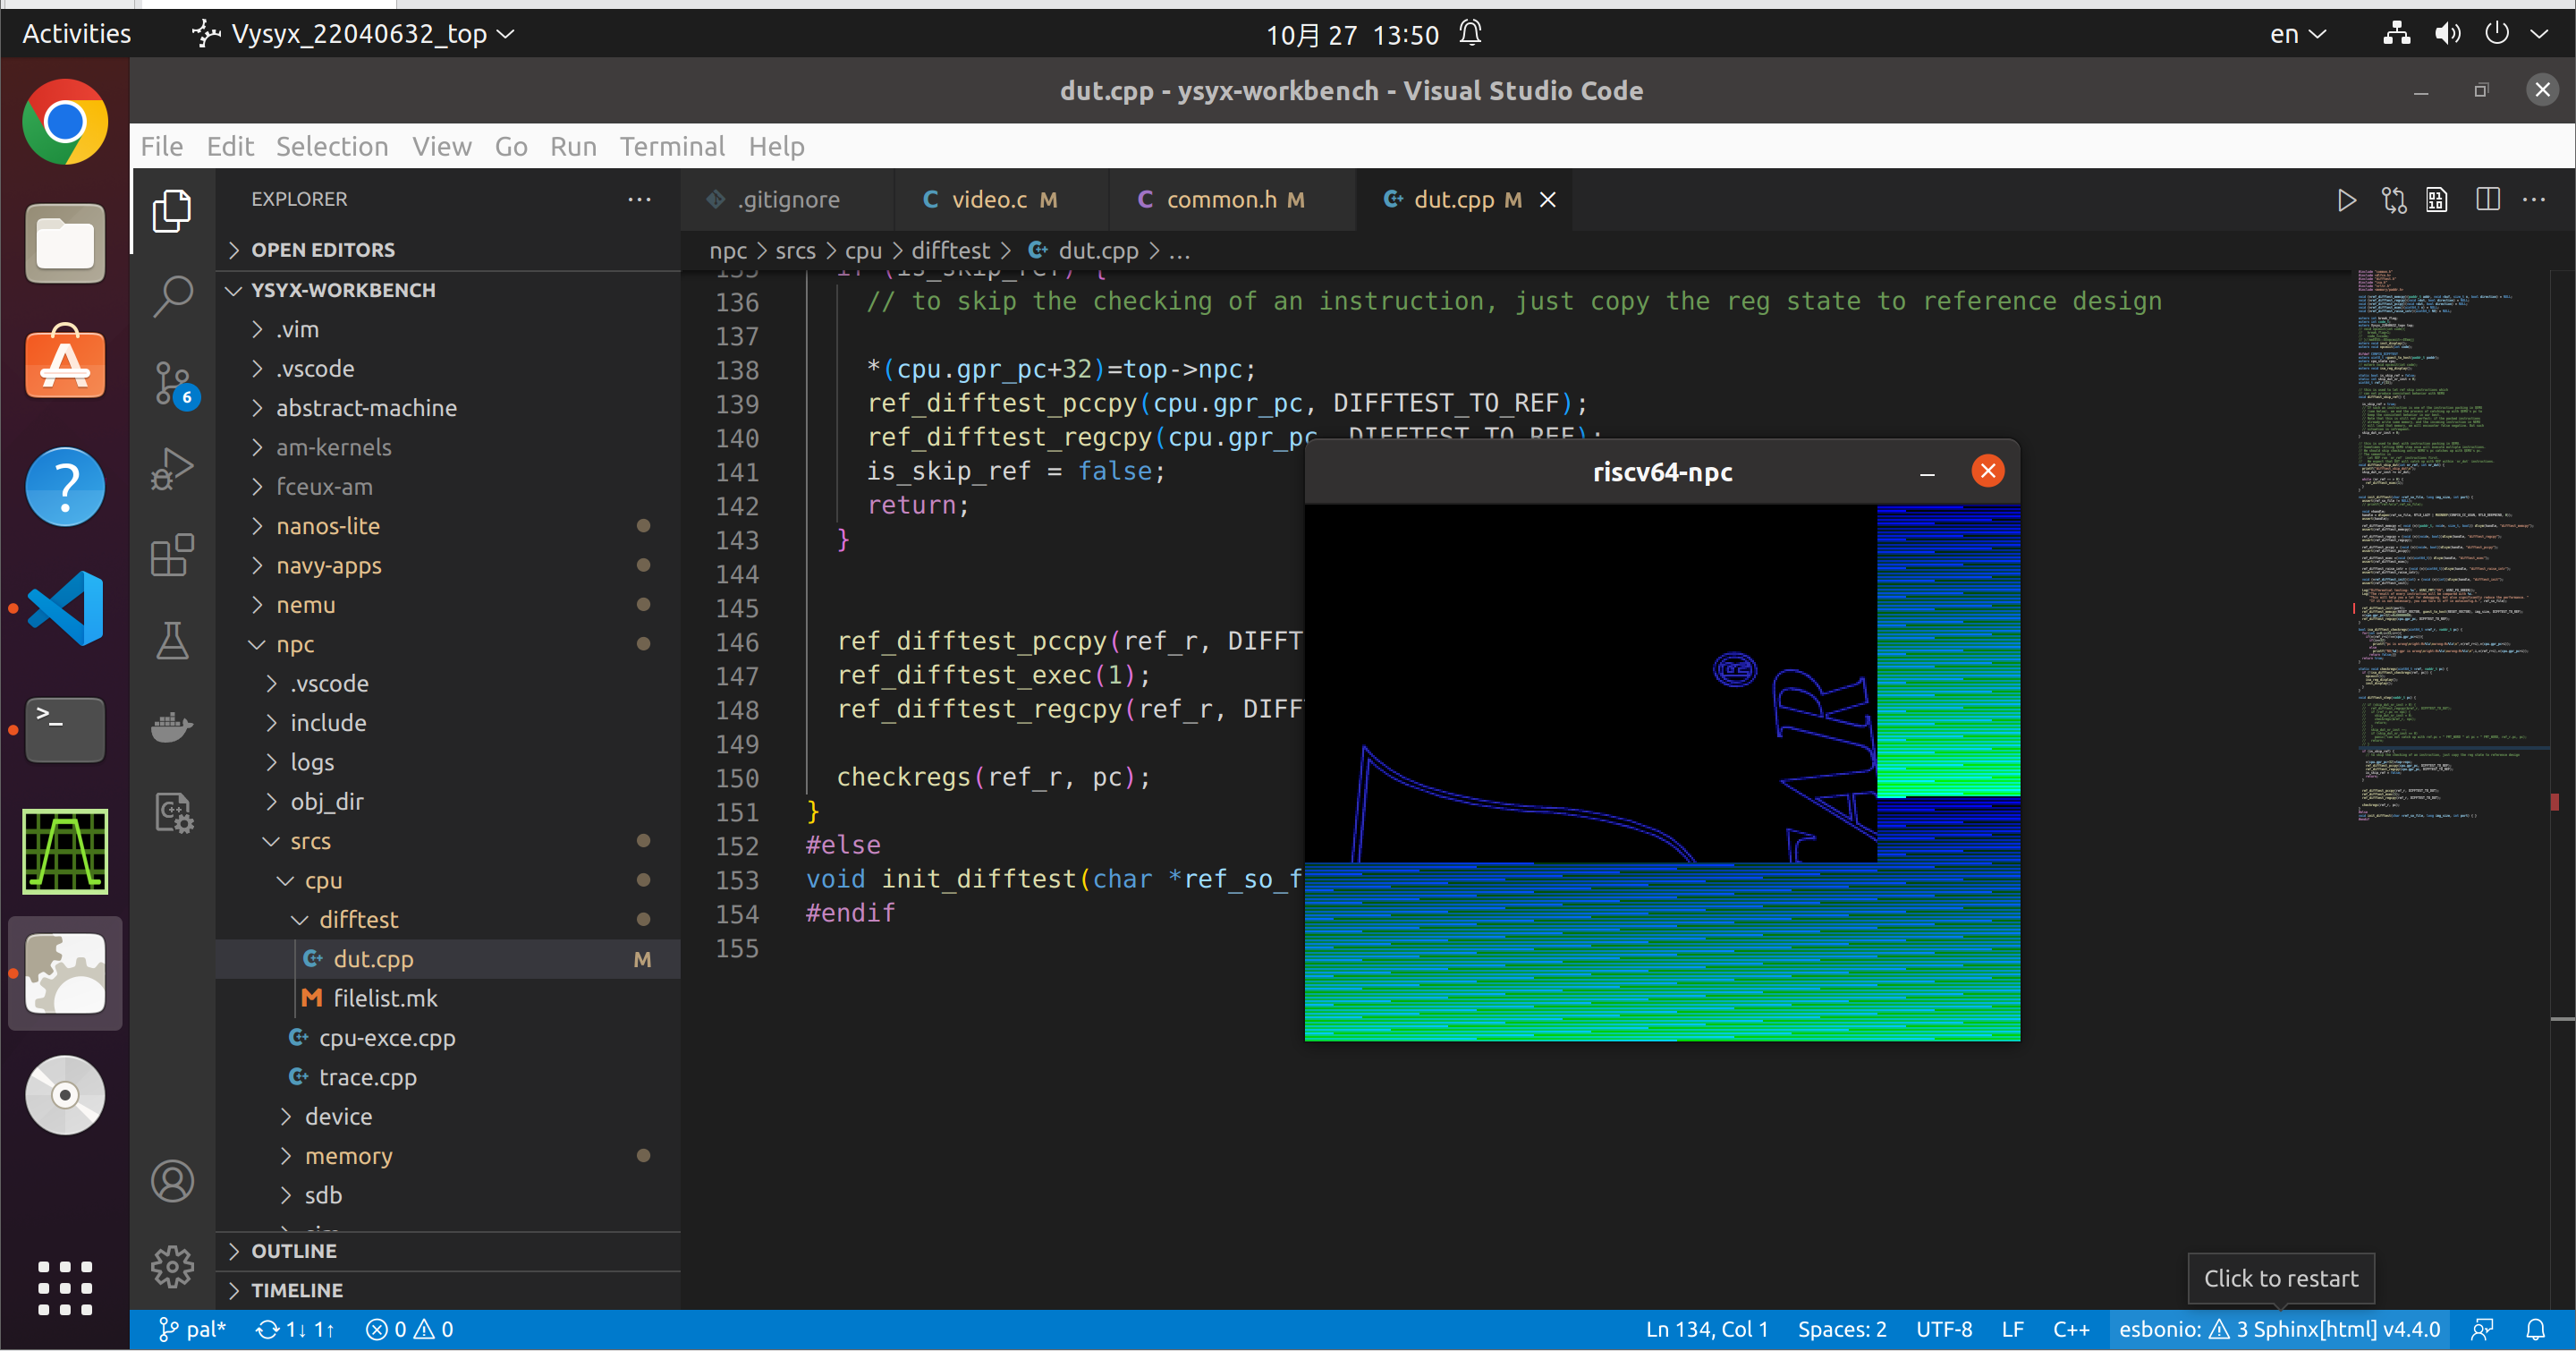 Activities
Vysyx_22040632_top
10月 27 13:50
en
dut.cpp - ysyx-workbench - Visual Studio Code
File Edit Selection View Go Run Terminal Help
EXPLORER
.gitignore
video.c M
common.h M
dut.cpp M
OPEN EDITORS
npc > srcs > cpu > difftest > dut.cpp > ...
YSYX-WORKBENCH
.vim
.vscode
abstract-machine
am-kernels
fceux-am
nanos-lite
navy-apps
nemu
npc
.vscode
include
logs
obj_dir
srcs
cpu
difftest
dut.cpp M
filelist.mk
cpu-exce.cpp
trace.cpp
device
memory
sdb
OUTLINE
TIMELINE
6
135 if (is_skip_ref) {
136 // to skip the checking of an instruction, just copy the reg state to reference design
137
138 *(cpu.gpr_pc+32)=top->npc;
139 ref_difftest_pccpy(cpu.gpr_pc, DIFFTEST_TO_REF);
140 ref_difftest_regcpy(cpu.gpr_pc, DIFFTEST_TO_REF);
141 is_skip_ref = false;
142 return;
143 }
144
145
146 ref_difftest_pccpy(ref_r, DIFFT
147 ref_difftest_exec(1);
148 ref_difftest_regcpy(ref_r, DIFF
149
150 checkregs(ref_r, pc);
151 }
152 #else
153 void init_difftest(char *ref_so_f
154 #endif
155
riscv64-npc
Click to restart
pal* 1↓ 1↑ 0 0
Ln 134, Col 1 Spaces: 2 UTF-8 LF C++ esbonio: 3 Sphinx[html] v4.4.0